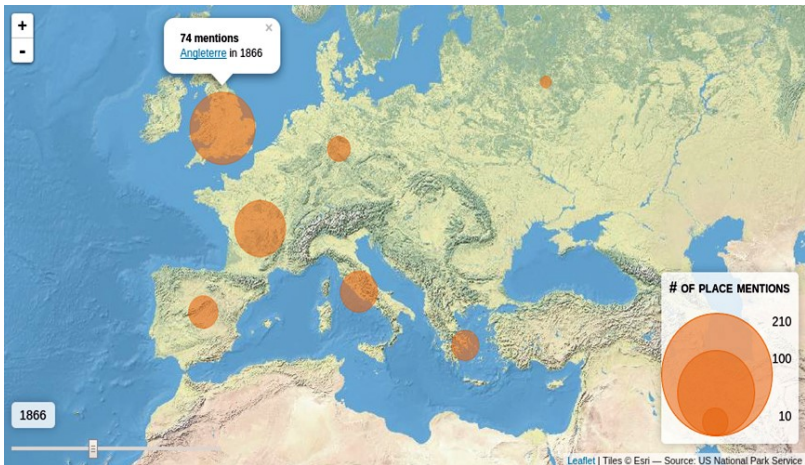 +
-
×
74 mentions
Angleterre in 1866
# OF PLACE MENTIONS
210
100
10
1866
Leaflet | Tiles © Esri — Source: US National Park Service